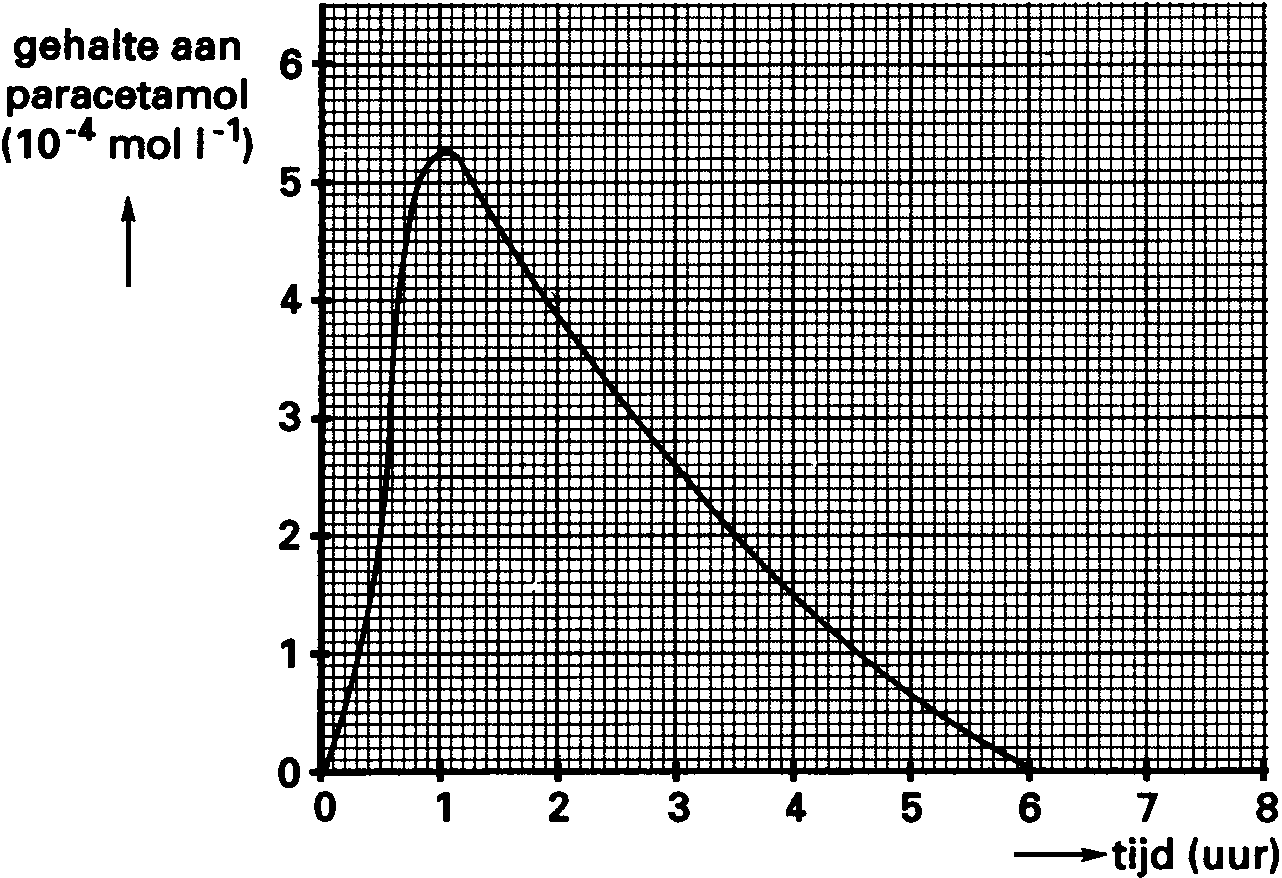 gehalte aan
paracetamol
(10⁻⁴ mol l⁻¹)
6
5
4
3
2
1
0
0 1 2 3 4 5 6 7 8
tijd (uur)